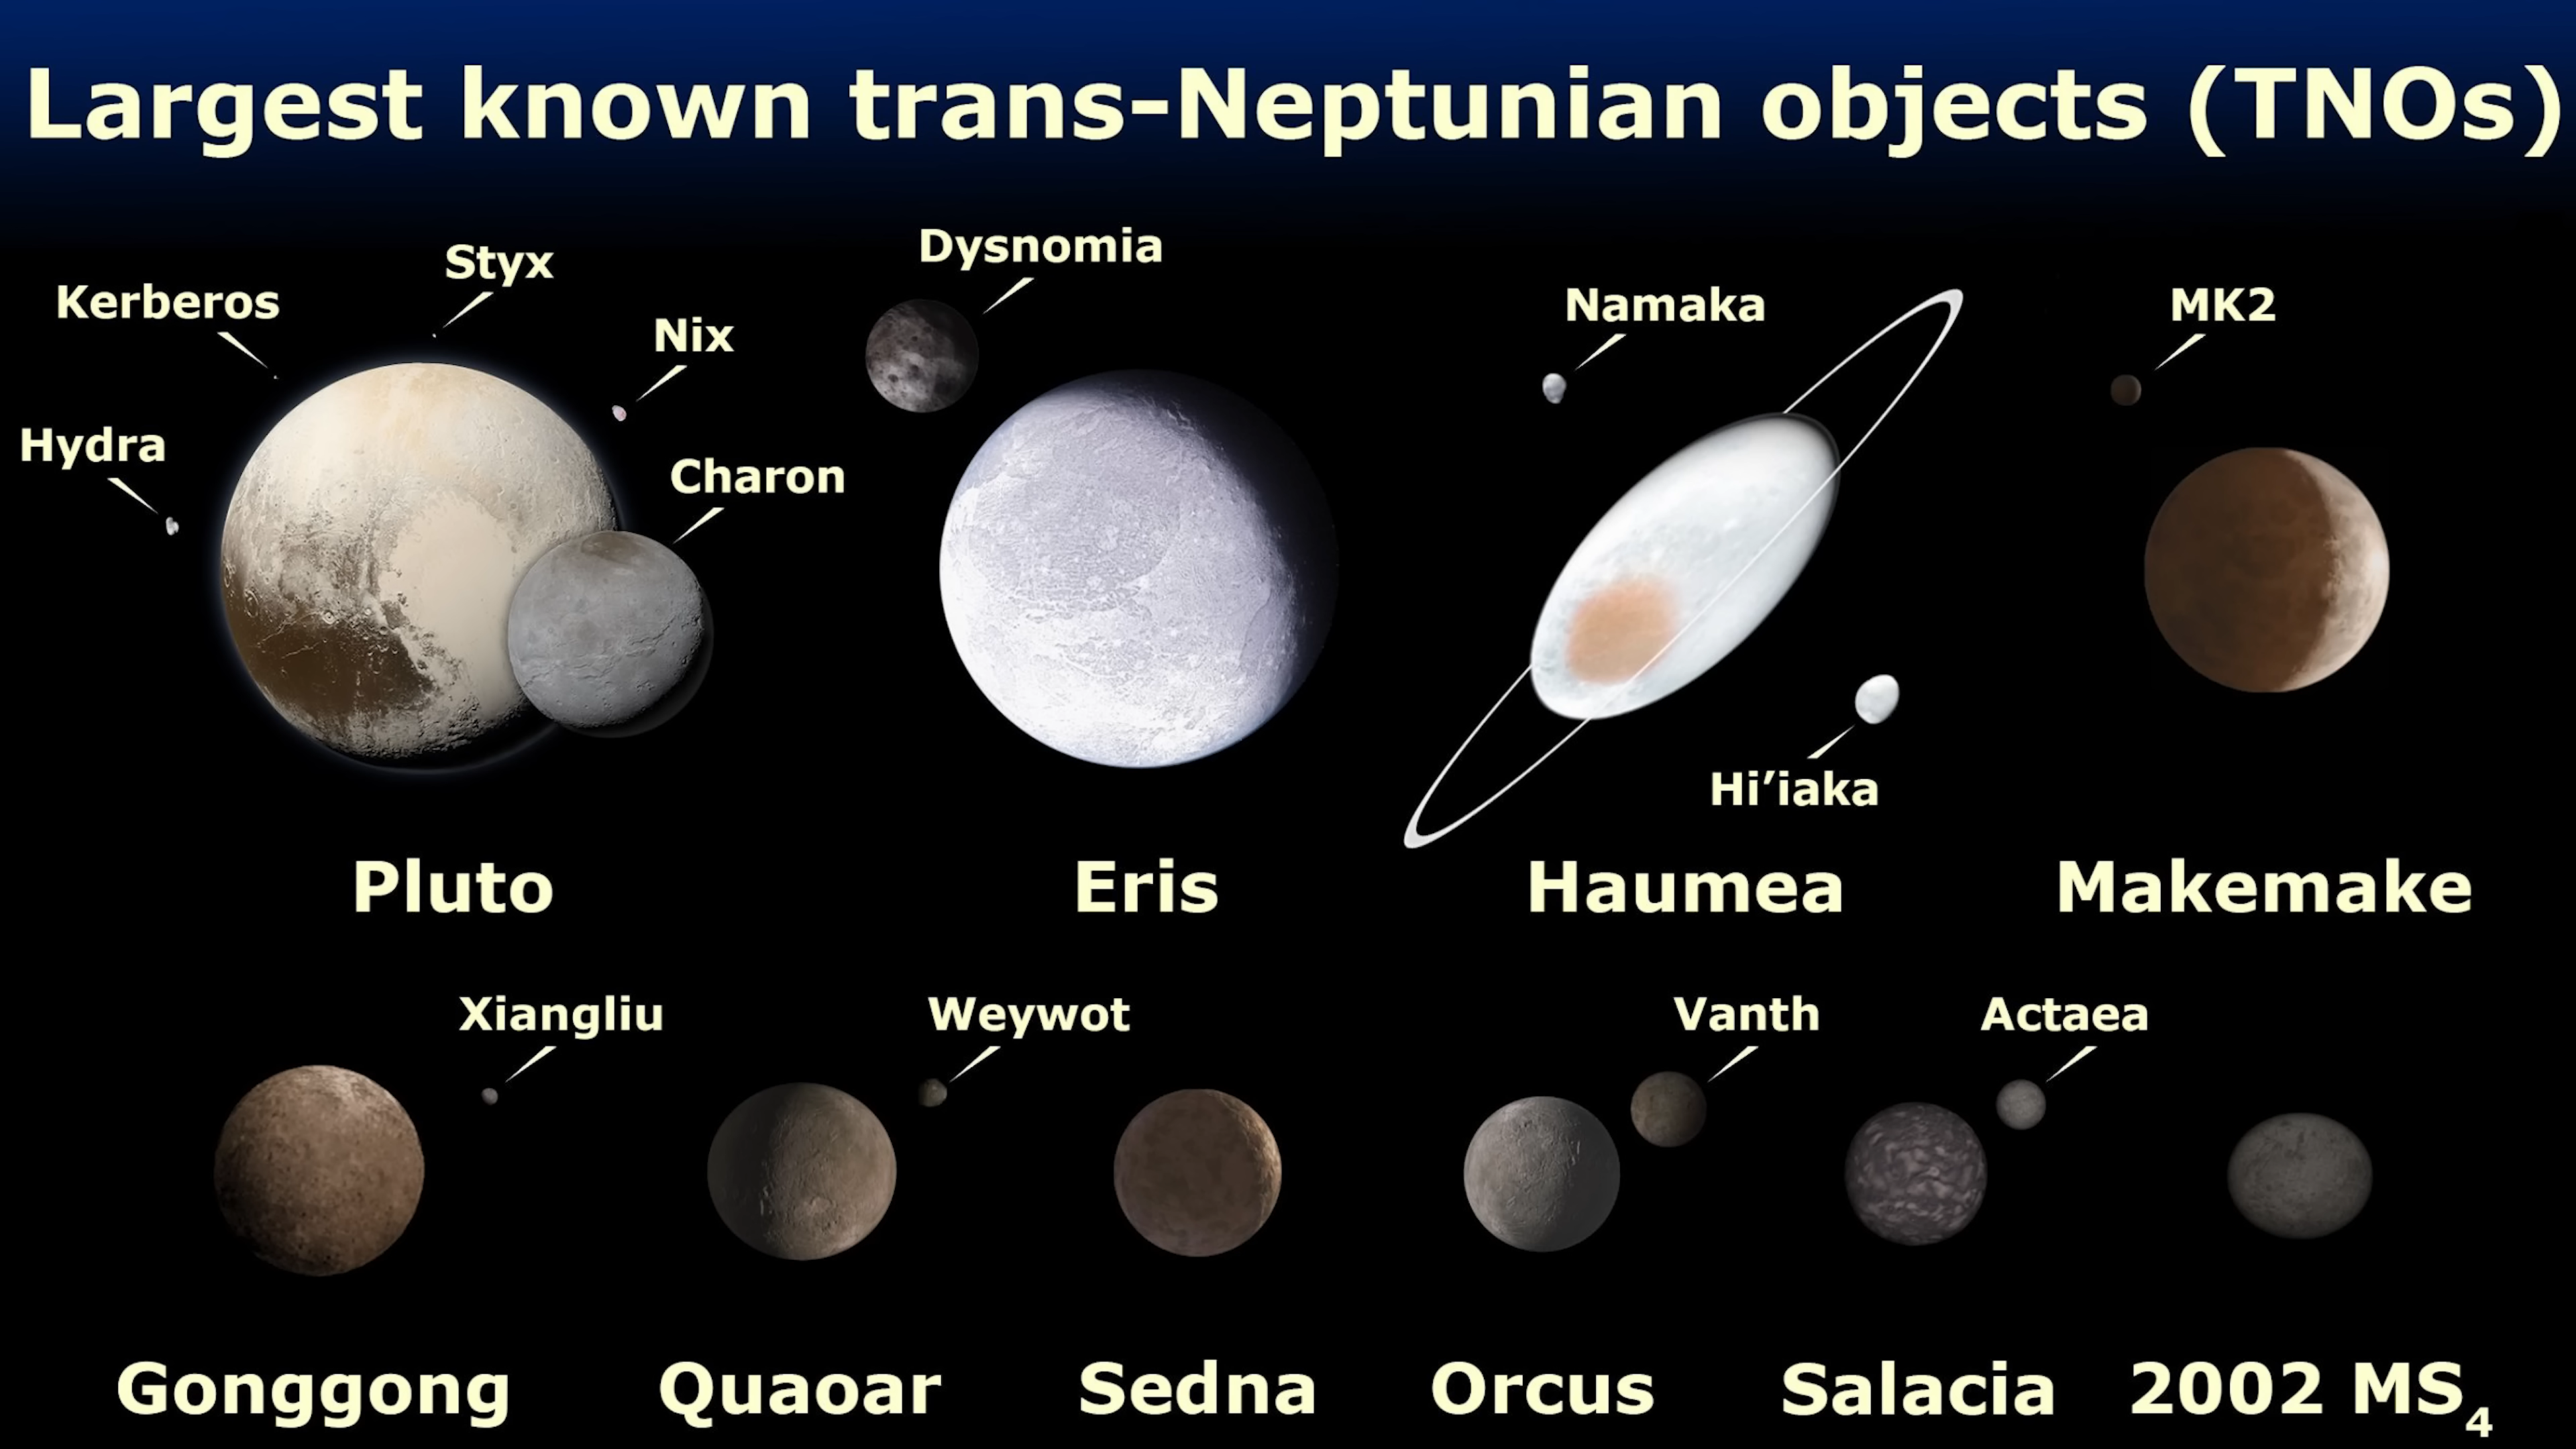 Largest known trans-Neptunian objects (TNOs)
Styx
Kerberos
Nix
Hydra
Charon
Dysnomia
Namaka
Hi’iaka
MK2
Pluto
Eris
Haumea
Makemake
Xiangliu
Weywot
Vanth
Actaea
Gonggong
Quaoar
Sedna
Orcus
Salacia
2002 MS₄